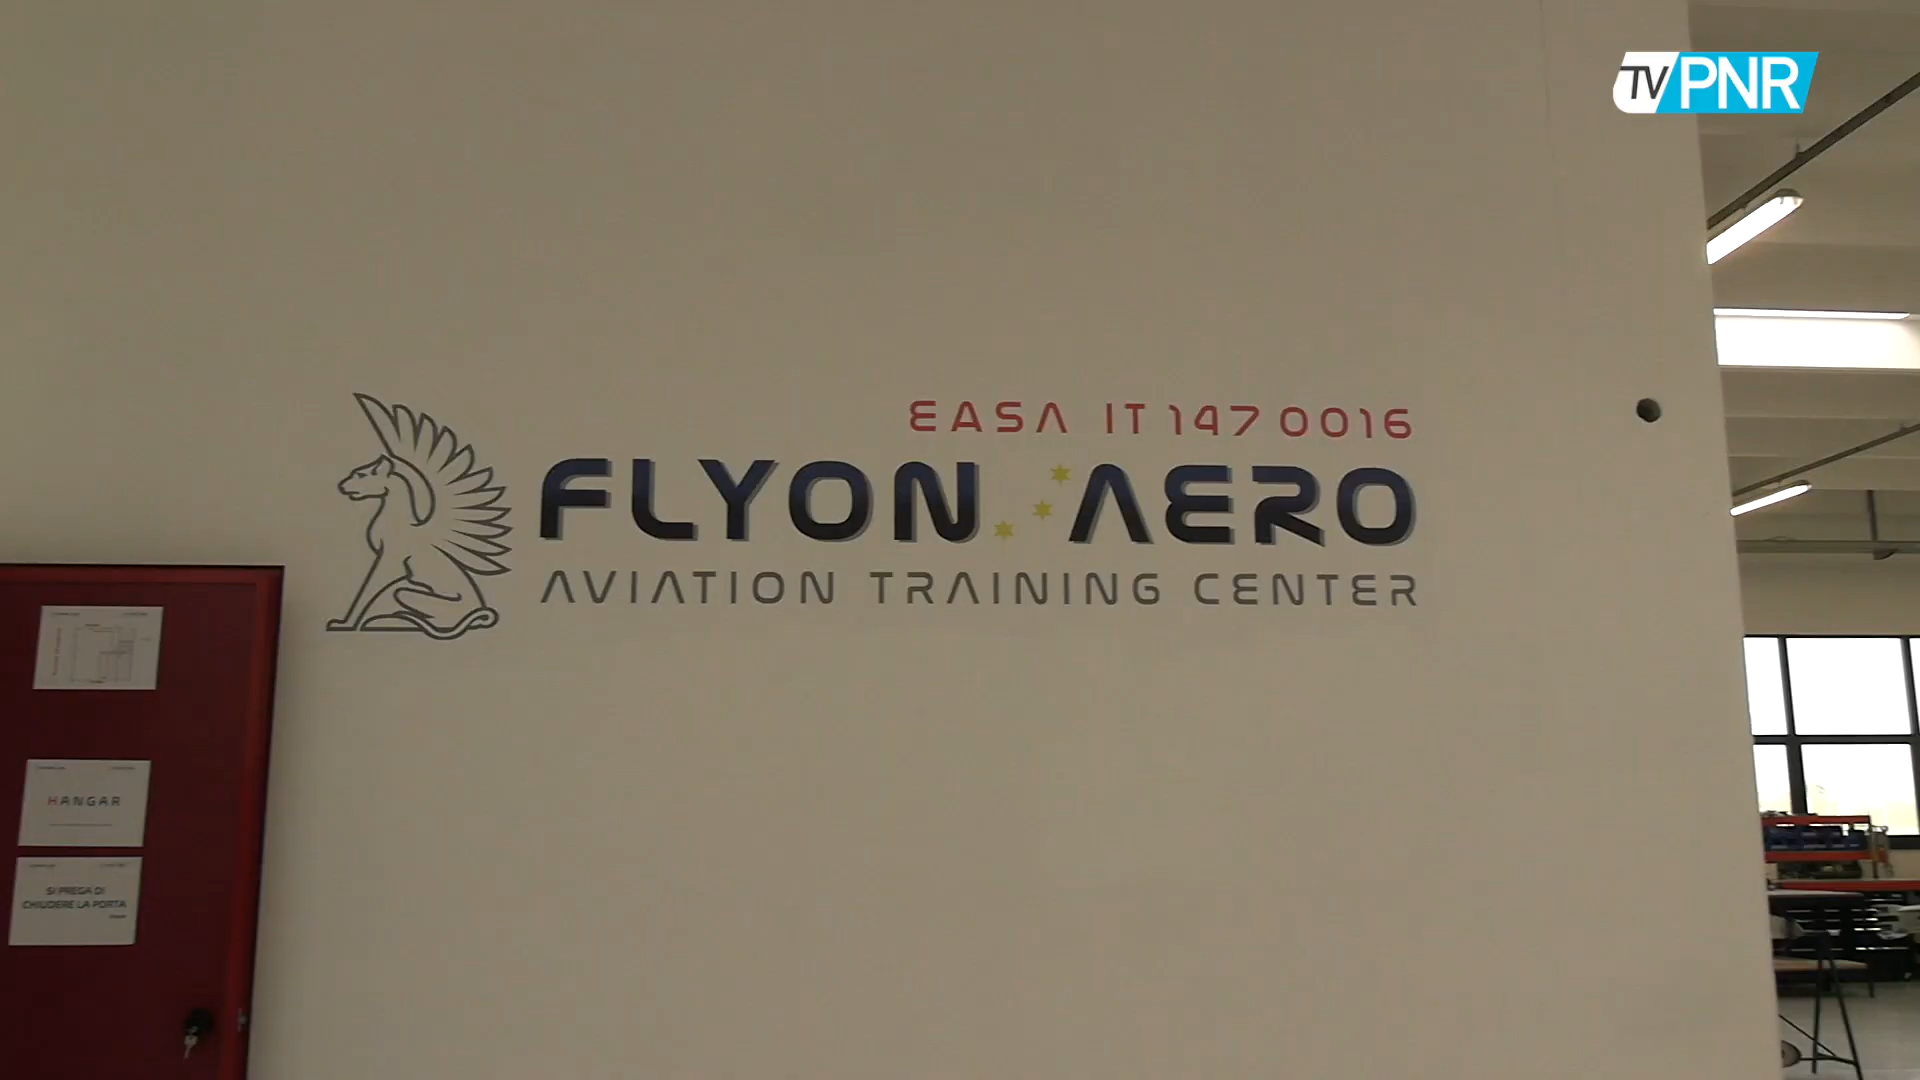 TV PNR
EASA IT 147 0016
FLYON AERO
AVIATION TRAINING CENTER
HANGAR
SI PREGA DI
CHIUDERE LA PORTA